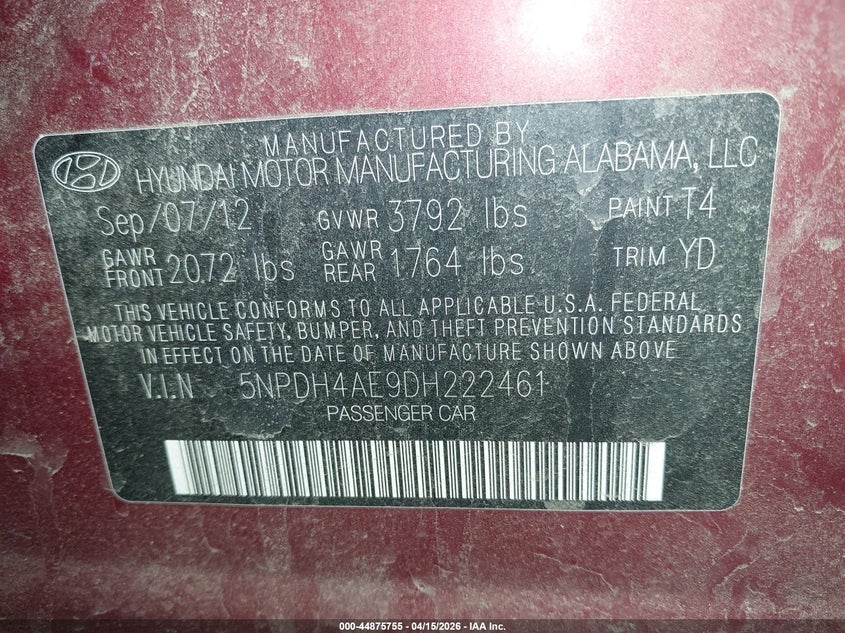 MANUFACTURED BY
HYUNDAI MOTOR MANUFACTURING ALABAMA, LLC
Sep/07/12 GVWR 3792 lbs PAINT T4
GAWR FRONT 2072 lbs GAWR REAR 1764 lbs TRIM YD
THIS VEHICLE CONFORMS TO ALL APPLICABLE U.S.A. FEDERAL
MOTOR VEHICLE SAFETY, BUMPER, AND THEFT PREVENTION STANDARDS
IN EFFECT ON THE DATE OF MANUFACTURE SHOWN ABOVE
V.I.N 5NPDH4AE9DH222461
PASSENGER CAR
000-44875755 - 04/15/2026 - IAA Inc.